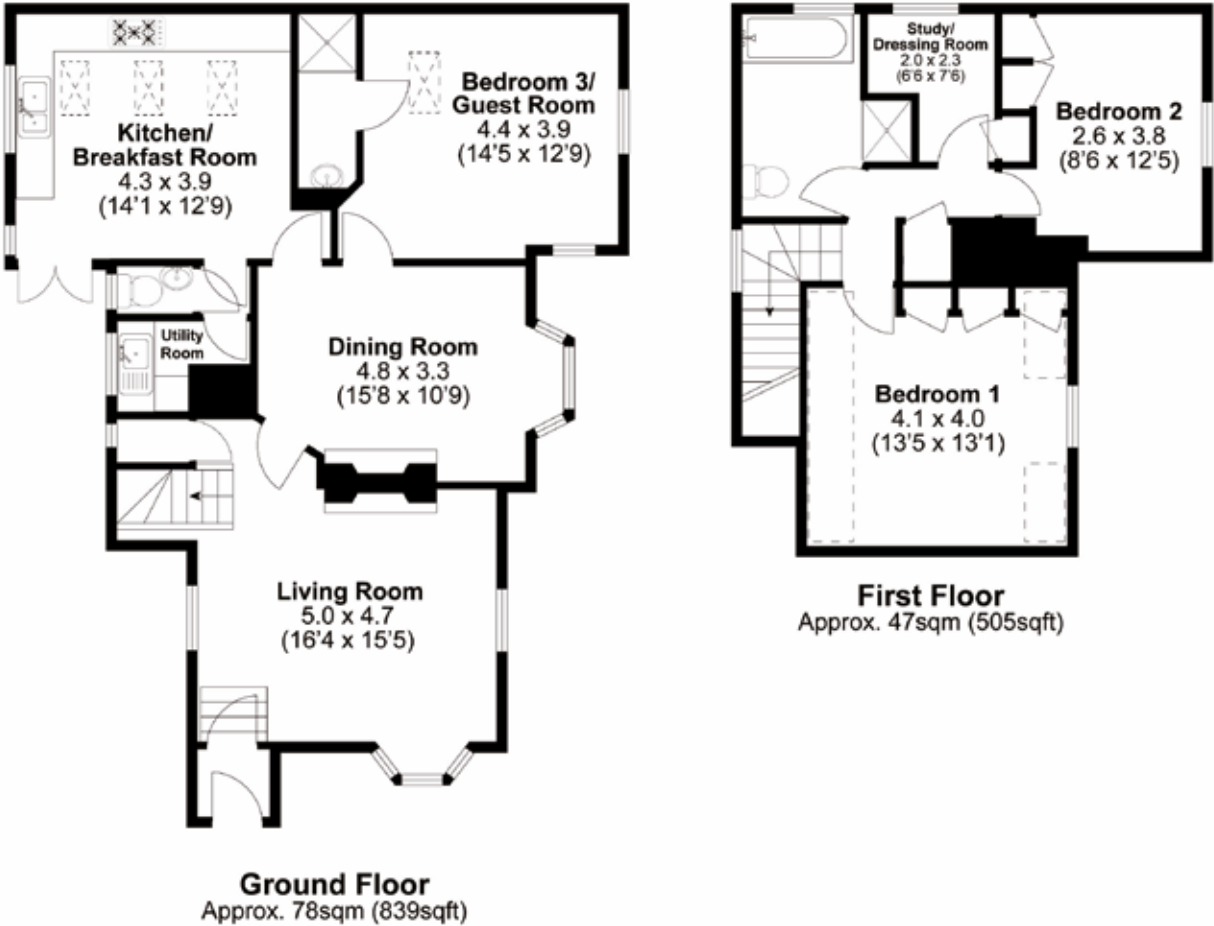 Kitchen/
Breakfast Room
4.3 x 3.9
(14'1 x 12'9)
Bedroom 3/
Guest Room
4.4 x 3.9
(14'5 x 12'9)
Utility
Room
Dining Room
4.8 x 3.3
(15'8 x 10'9)
Living Room
5.0 x 4.7
(16'4 x 15'5)
Ground Floor
Approx. 78sqm (839sqft)
Study/
Dressing Room
2.0 x 2.3
(6'6 x 7'6)
Bedroom 2
2.6 x 3.8
(8'6 x 12'5)
Bedroom 1
4.1 x 4.0
(13'5 x 13'1)
First Floor
Approx. 47sqm (505sqft)